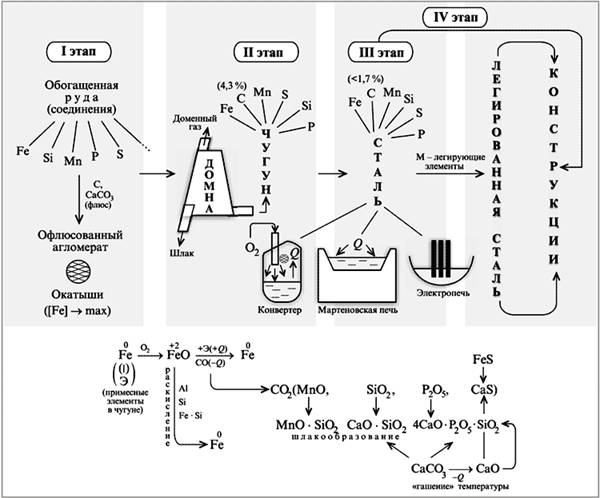 IV этап
I этап
II этап
III этап
Обогащенная
руда
(соединения)
Fe Si Mn P S
C,
CaCO₃
(флюс)
Офлюсованный
агломерат
Окатыши
([Fe] → max)
(4,3 %)
Fe C Mn S Si P
ЧУГУН
Доменный
газ
ДОМНА
Шлак
(<1,7 %)
Fe C Mn Si S P
СТАЛЬ
M – легирующие
элементы
ЛЕГИРОВАННАЯ СТАЛЬ
КОНСТРУКЦИИ
O₂
Q
Конвертер
Q
Мартеновская печь
Электропечь
0 +2 0
Fe O₂ FeO +Э(+Q) Fe
CO(–Q)
(I)
Э
(примесные
элементы
в чугуне)
раскисление
Al
Si
Fe · Si
0
Fe
FeS
CO₂(MnO, SiO₂, P₂O₅, CaS)
MnO · SiO₂ CaO · SiO₂ 4CaO · P₂O₅ · SiO₂
шлакообразование
CaCO₃ –Q CaO
«гашение» температуры